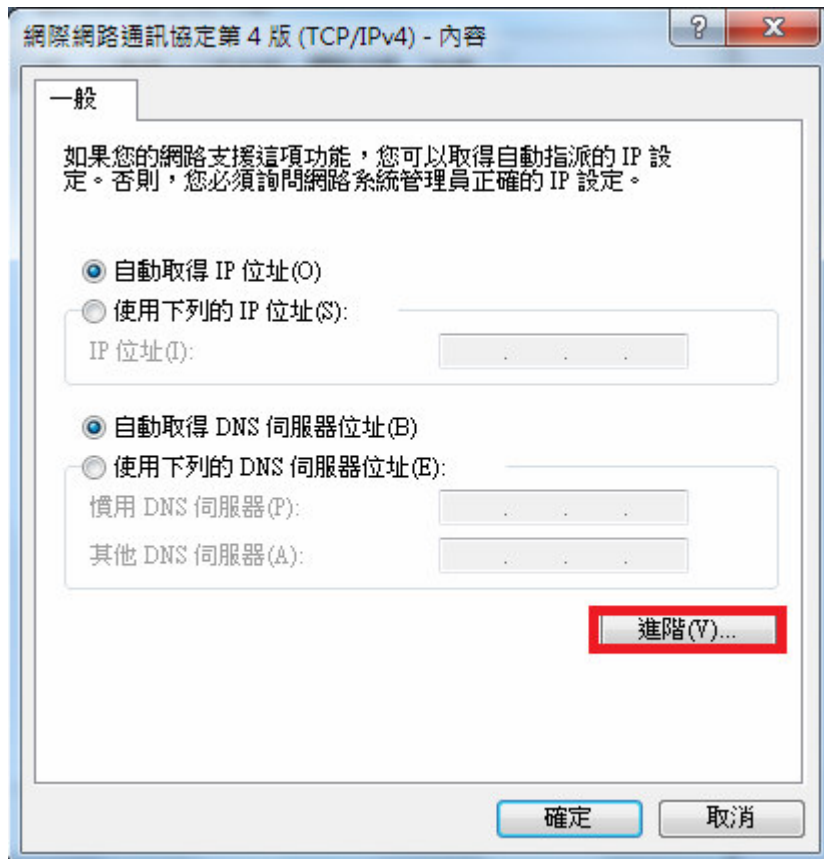 網際網路通訊協定第 4 版 (TCP/IPv4) - 內容
一般
如果您的網路支援這項功能，您可以取得自動指派的 IP 設
定。否則，您必須詢問網路系統管理員正確的 IP 設定。
自動取得 IP 位址(O)
使用下列的 IP 位址(S):
IP 位址(I):
自動取得 DNS 伺服器位址(B)
使用下列的 DNS 伺服器位址(E):
慣用 DNS 伺服器(P):
其他 DNS 伺服器(A):
進階(V)...
確定 取消